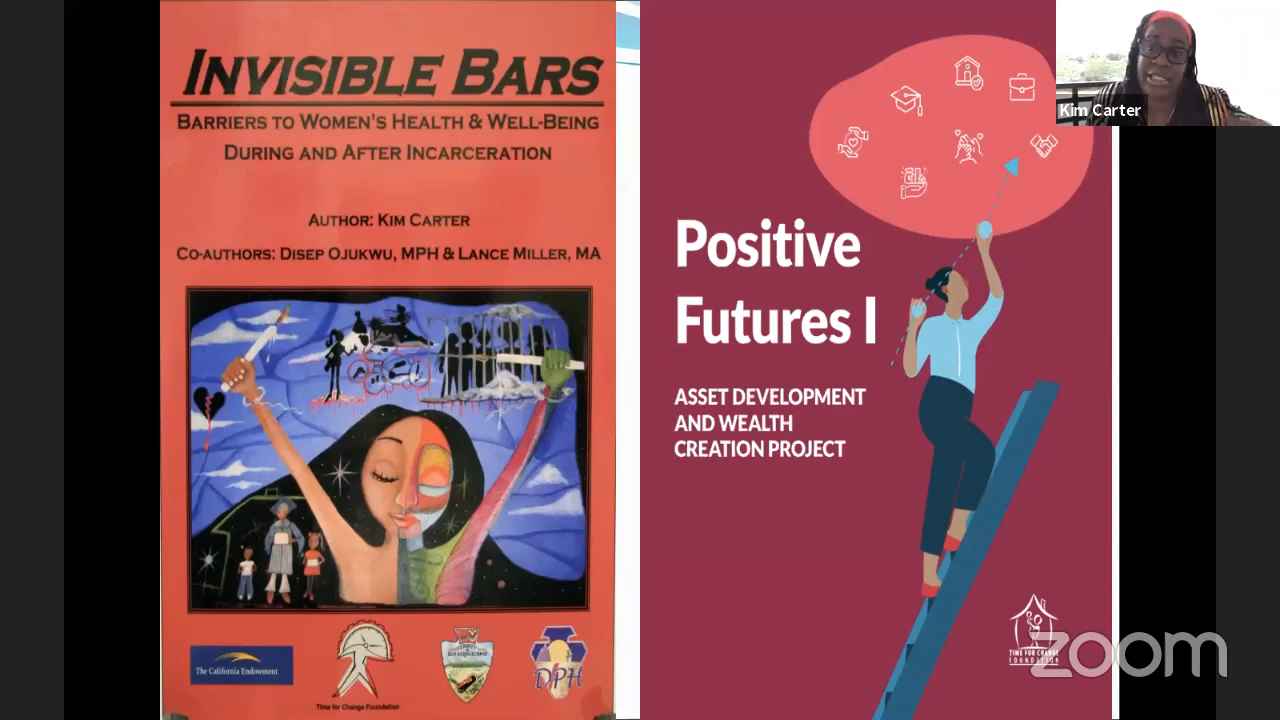 INVISIBLE BARS
BARRIERS TO WOMEN'S HEALTH & WELL-BEING
DURING AND AFTER INCARCERATION
AUTHOR: KIM CARTER
CO-AUTHORS: DISEP OJUKWU, MPH & LANCE MILLER, MA
The California Endowment
Time for Change Foundation
DPH
Positive
Futures I
ASSET DEVELOPMENT
AND WEALTH
CREATION PROJECT
TIME FOR CHANGE
FOUNDATION
Kim Carter
zoom